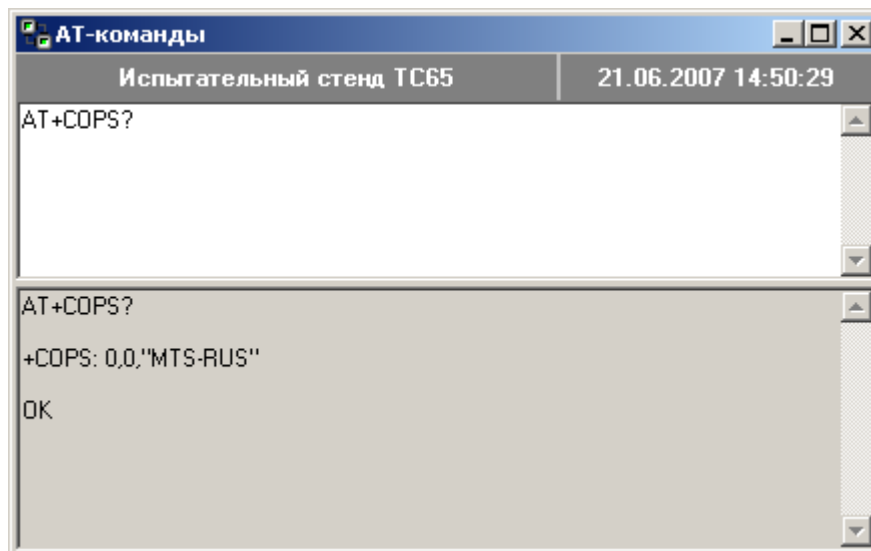 АТ-команды
Испытательный стенд TC65
21.06.2007 14:50:29
AT+COPS?
AT+COPS?
+COPS: 0,0,"MTS-RUS"
OK